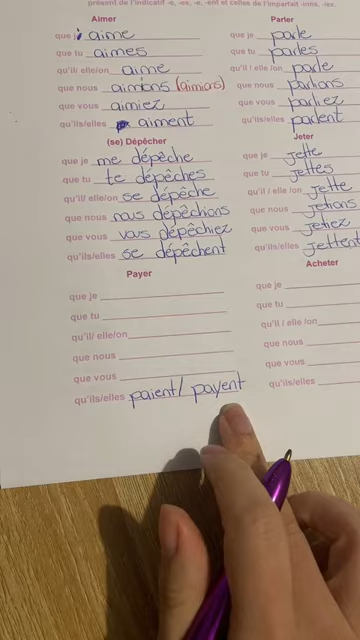 présent de l'indicatif -e, -es, -e, -ent et celles de l'imparfait -ions, -iez.
Aimer
que j' aime
que tu aimes
qu'il/ elle/on aime
que nous aimions (aimions)
que vous aimiez
qu'ils/elles aiment
(se) Dépêcher
que je me dépêche
que tu te dépêches
qu'il/ elle/on se dépêche
que nous nous dépêchions
que vous vous dépêchiez
qu'ils/elles se dépêchent
Payer
que je
que tu
qu'il/ elle/on
que nous
que vous
qu'ils/elles paient/ payent
Parler
que je parle
que tu parles
qu'il / elle /on parle
que nous parlions
que vous parliez
qu'ils/elles parlent
Jeter
que je jette
que tu jettes
qu'il / elle /on jette
que nous jetions
que vous jetiez
qu'ils/elles jettent
Acheter
que je
que tu
qu'il / elle /on
que nous
que vous
qu'ils/elles